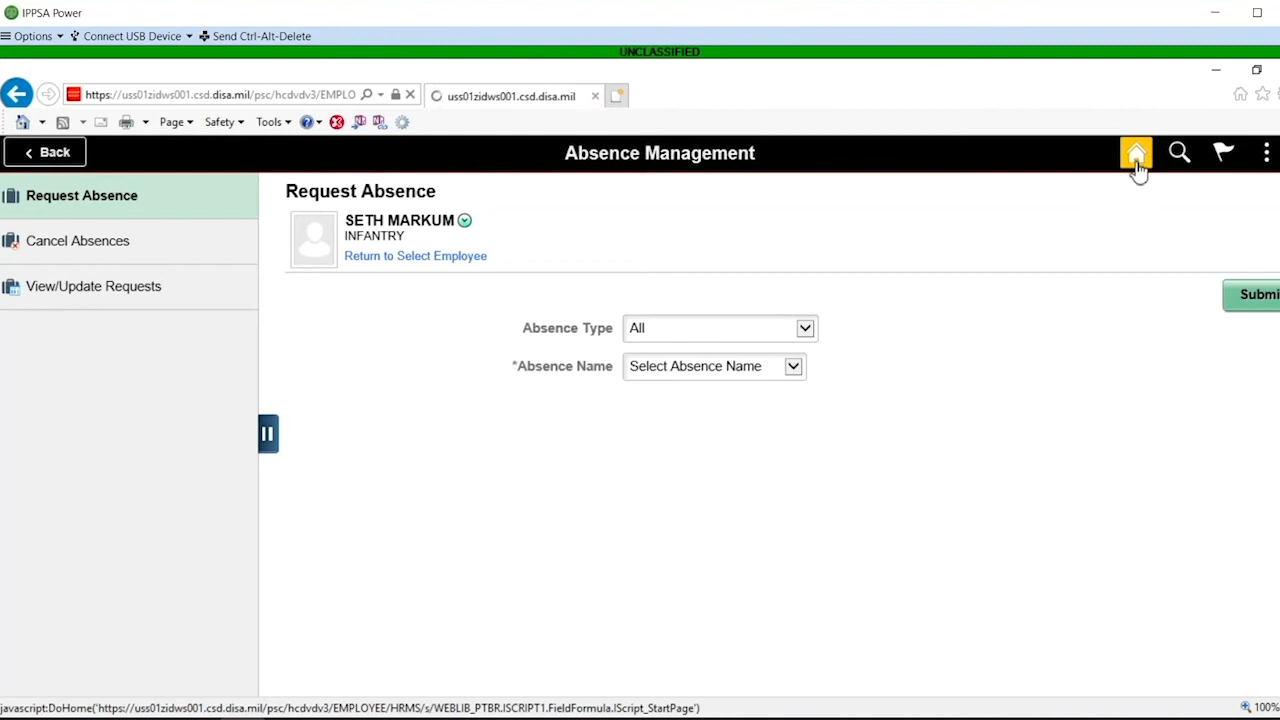 IPPSA Power
Options Connect USB Device Send Ctrl-Alt-Delete
UNCLASSIFIED
https://uss01zidws001.csd.disa.mil/psc/hcdvdv3/EMPLO uss01zidws001.csd.disa.mil
Page Safety Tools
Back Absence Management
Request Absence
Cancel Absences
View/Update Requests
Request Absence
SETH MARKUM
INFANTRY
Return to Select Employee
Submi
Absence Type All
*Absence Name Select Absence Name
javascript:DoHome('https://uss01zidws001.csd.disa.mil/psc/hcdvdv3/EMPLOYEE/HRMS/s/WEBLIB_PTBR.ISCRIPT1.FieldFormula.IScript_StartPage') 100%